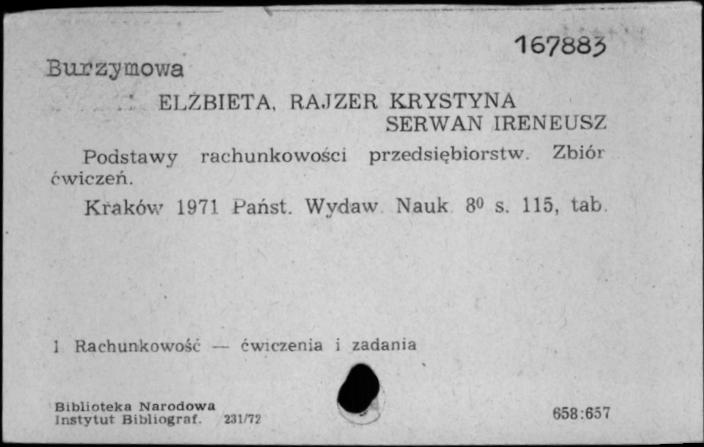 167883
Burzymowa
ELŻBIETA, RAJZER KRYSTYNA
SERWAN IRENEUSZ
Podstawy rachunkowości przedsiębiorstw. Zbiór
ćwiczeń.
Kraków 1971 Państ. Wydaw. Nauk. 8⁰ s. 115, tab.
1 Rachunkowość — ćwiczenia i zadania
Biblioteka Narodowa
Instytut Bibliograf. 231/72
658:657